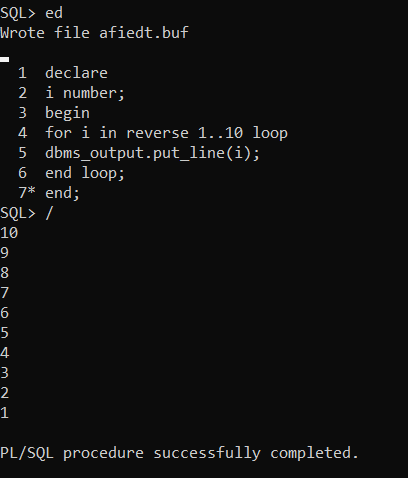 SQL> ed
Wrote file afiedt.buf
1 declare
2 i number;
3 begin
4 for i in reverse 1..10 loop
5 dbms_output.put_line(i);
6 end loop;
7* end;
SQL> /
10
9
8
7
6
5
4
3
2
1
PL/SQL procedure successfully completed.